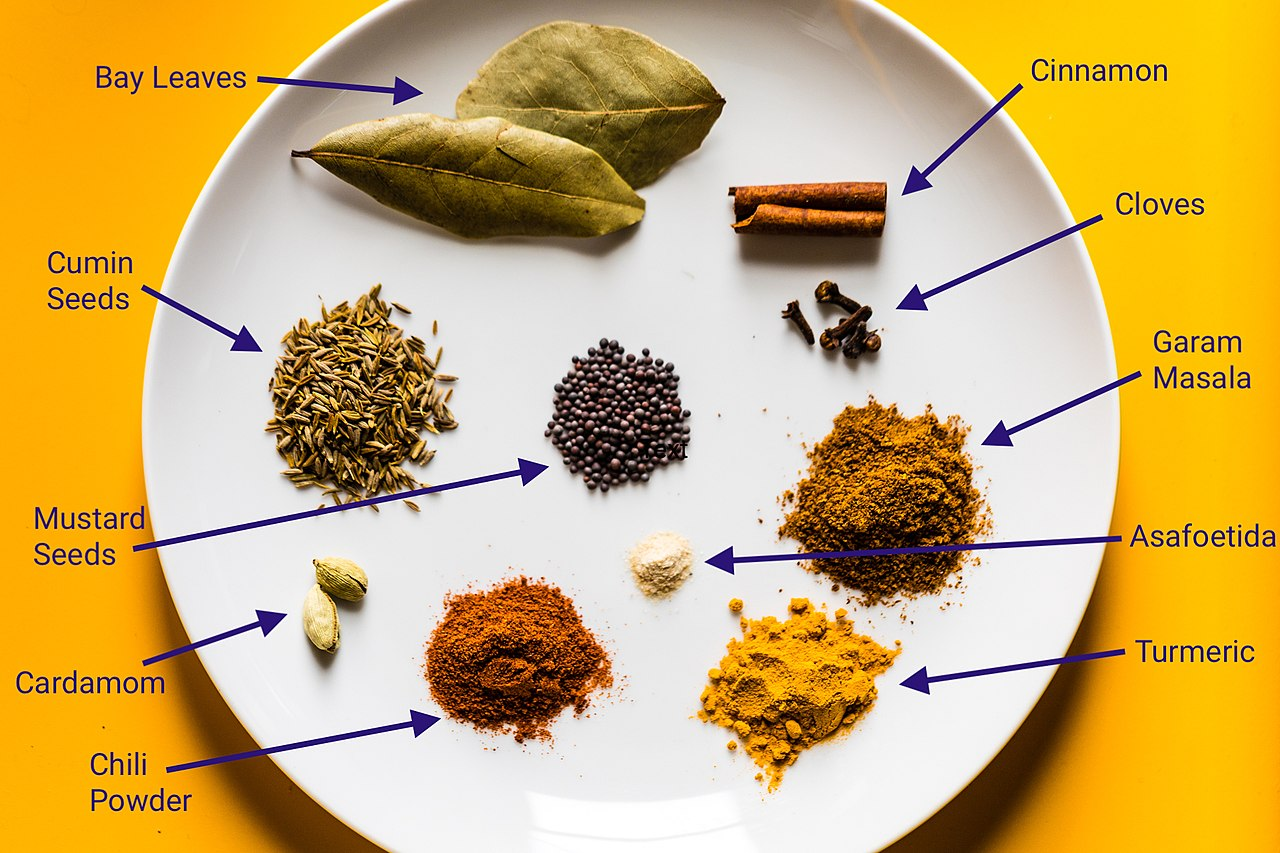 Bay Leaves
Cinnamon
Cloves
Cumin
Seeds
Garam
Masala
Mustard
Seeds
Asafoetida
Cardamom
Turmeric
Chili
Powder